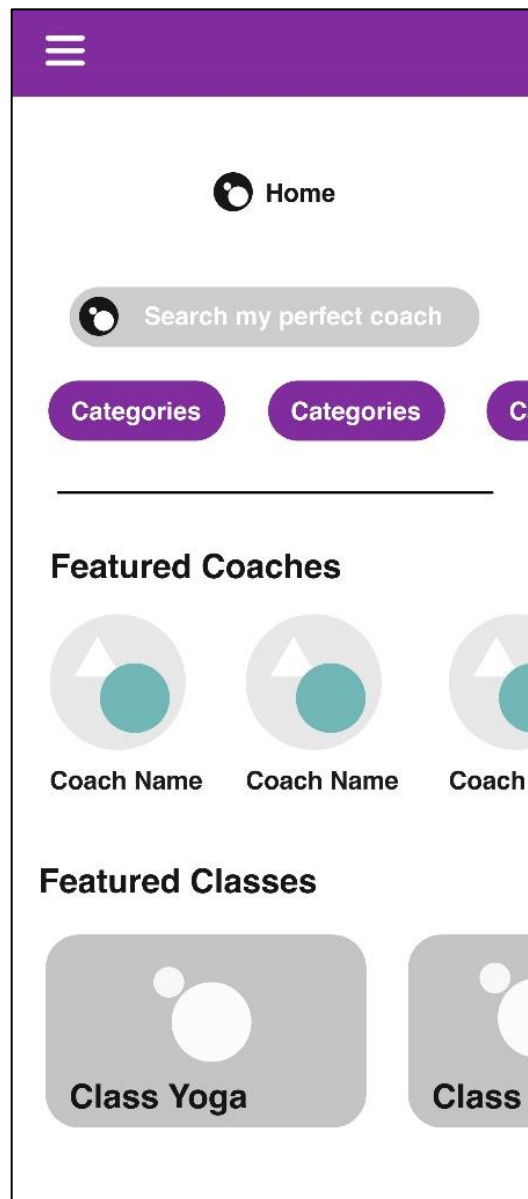 Home
Search my perfect coach
Categories Categories C
Featured Coaches
Coach Name Coach Name Coach
Featured Classes
Class Yoga Class